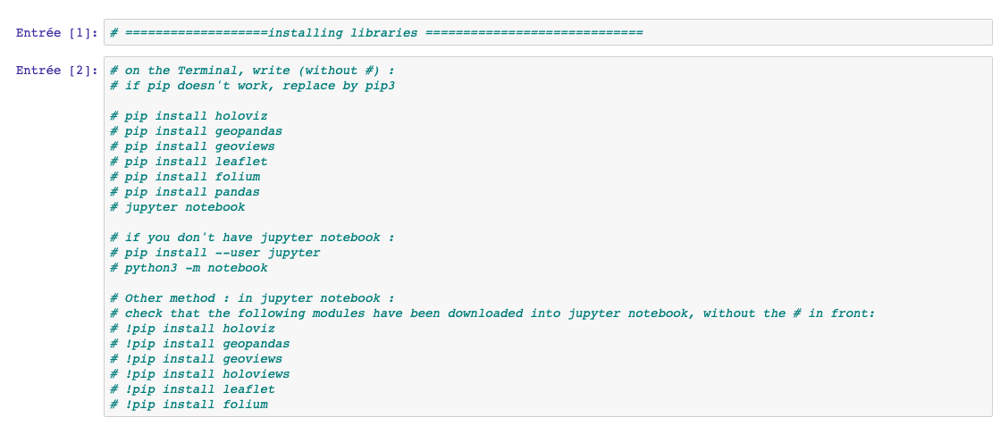 Entrée [1]: # ===================installing libraries =============================
Entrée [2]: # on the Terminal, write (without #) :
# if pip doesn't work, replace by pip3
# pip install holoviz
# pip install geopandas
# pip install geoviews
# pip install leaflet
# pip install folium
# pip install pandas
# jupyter notebook
# if you don't have jupyter notebook :
# pip install --user jupyter
# python3 -m notebook
# Other method : in jupyter notebook :
# check that the following modules have been downloaded into jupyter notebook, without the # in front:
# !pip install holoviz
# !pip install geopandas
# !pip install geoviews
# !pip install holoviews
# !pip install leaflet
# !pip install folium